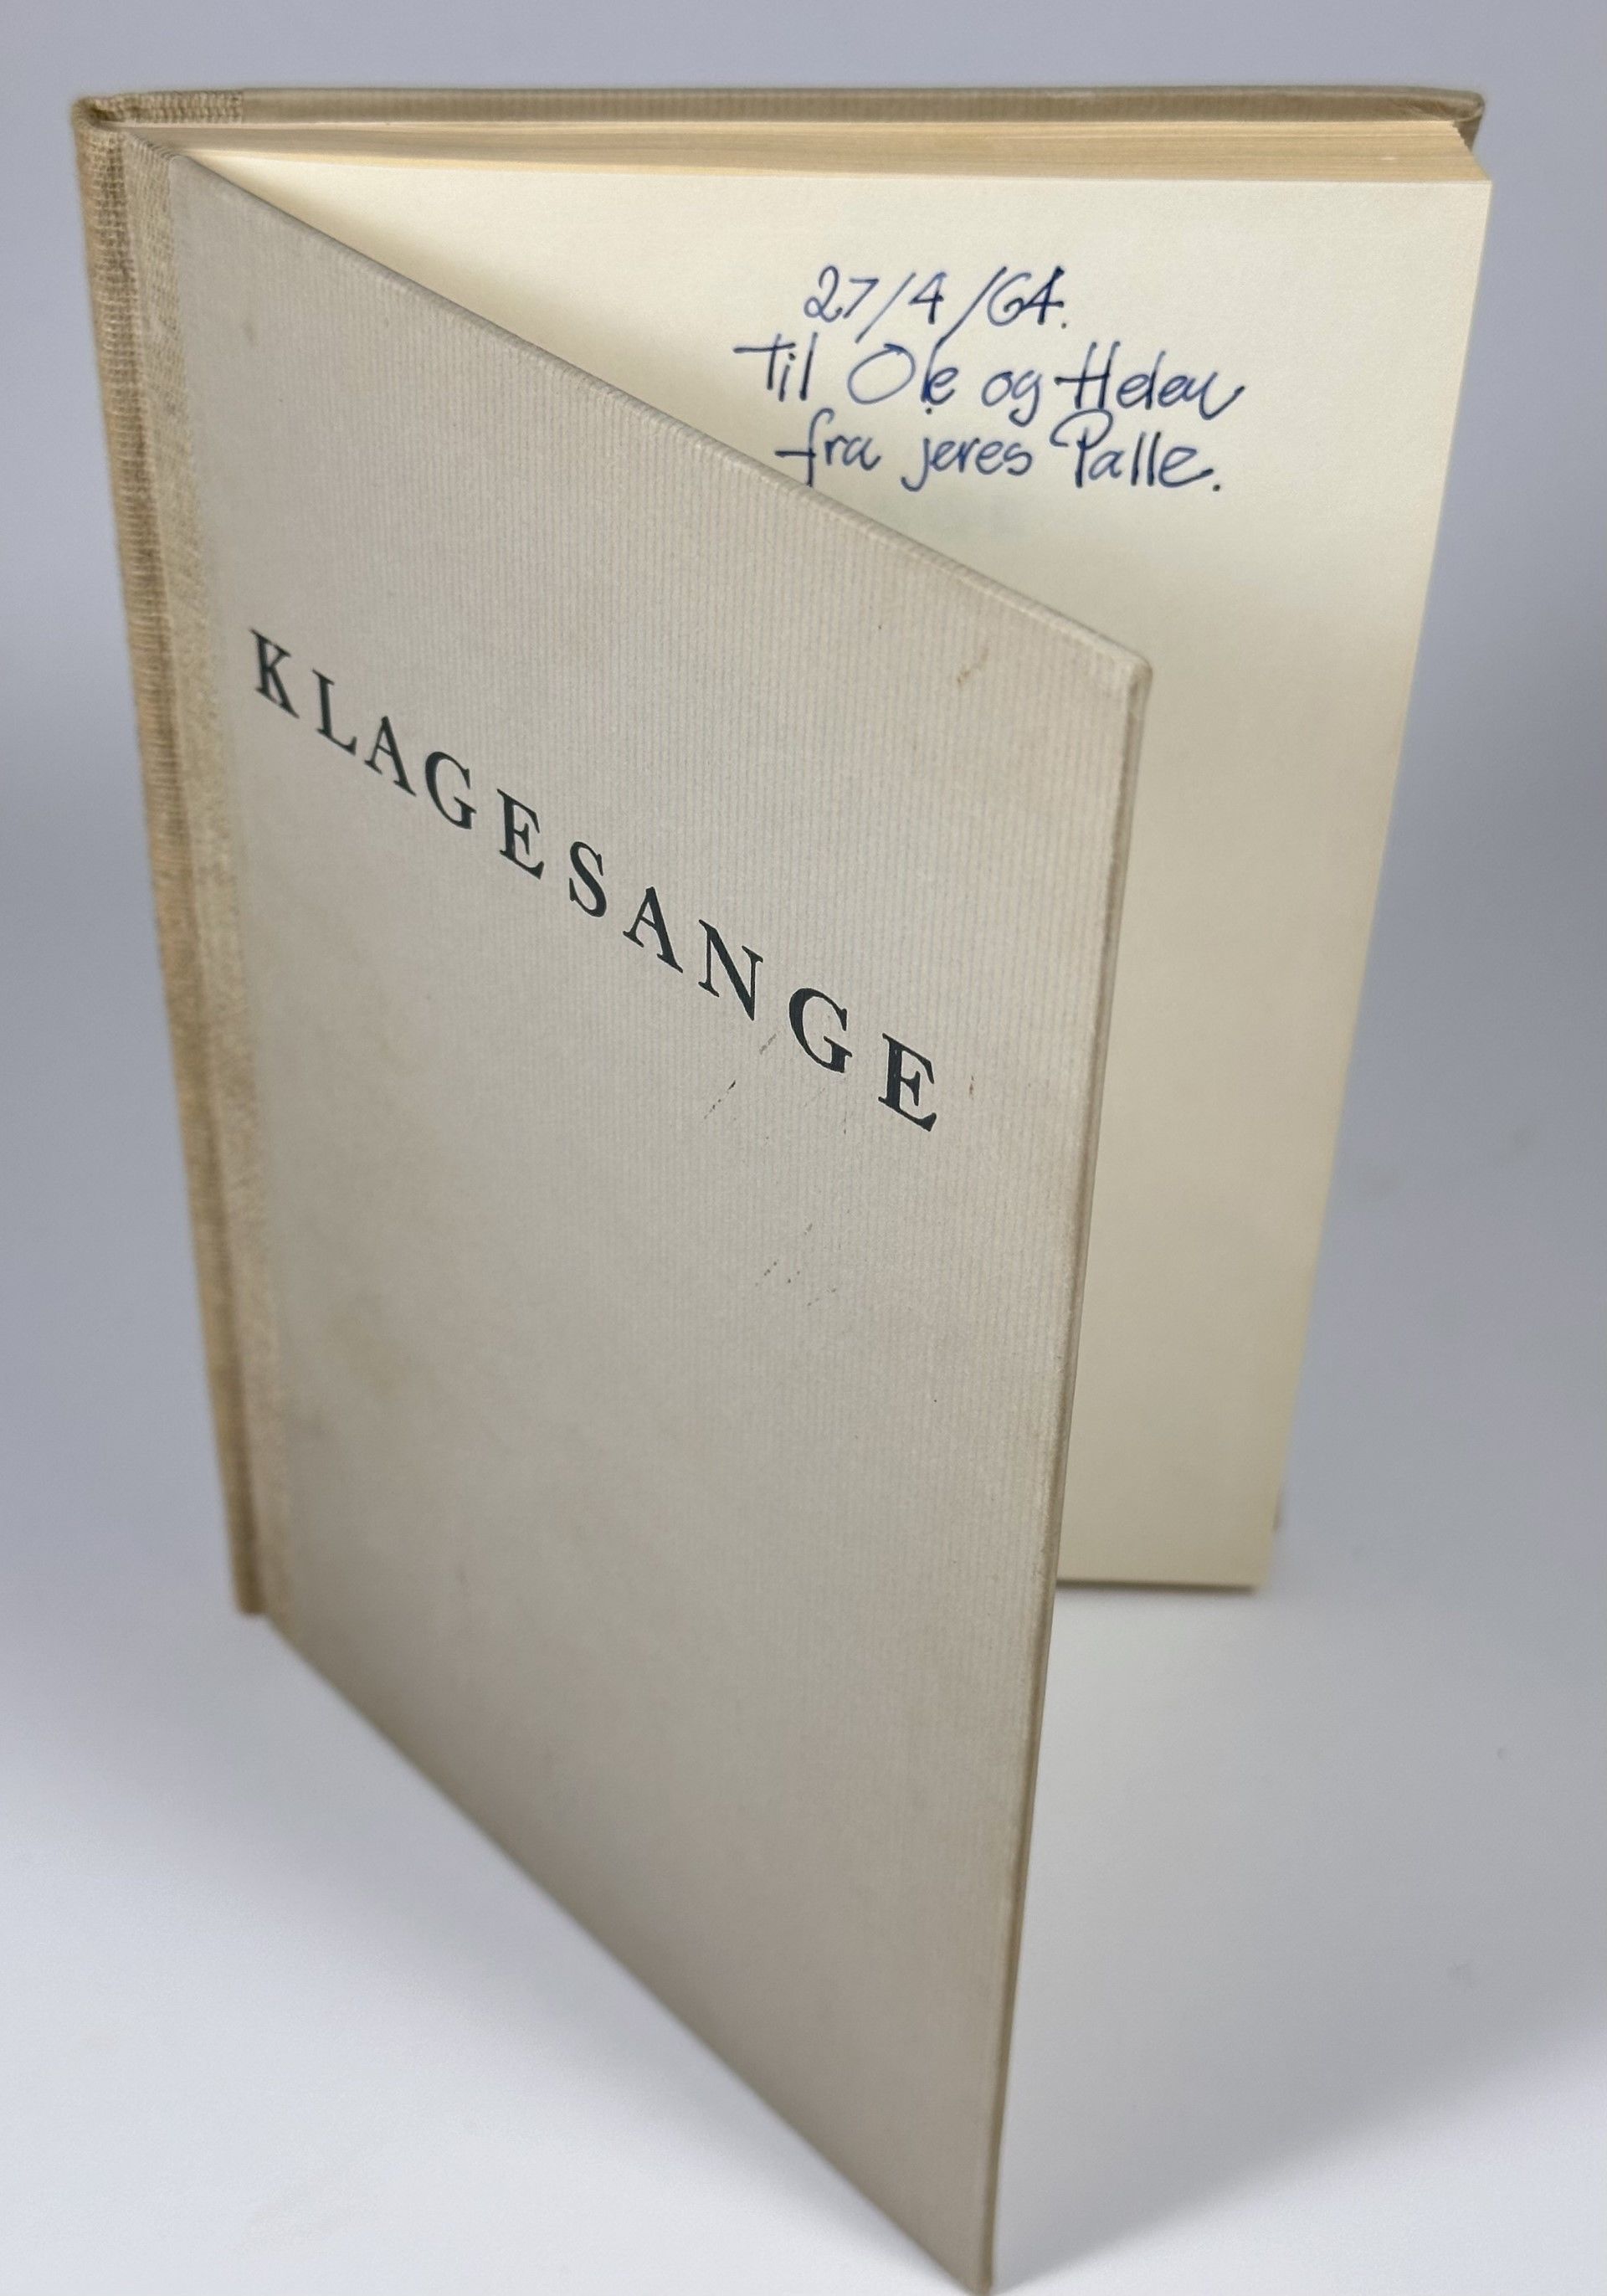 27/4/64.
Til Ole og Helen
fra jeres Palle.
KLAGESANGE